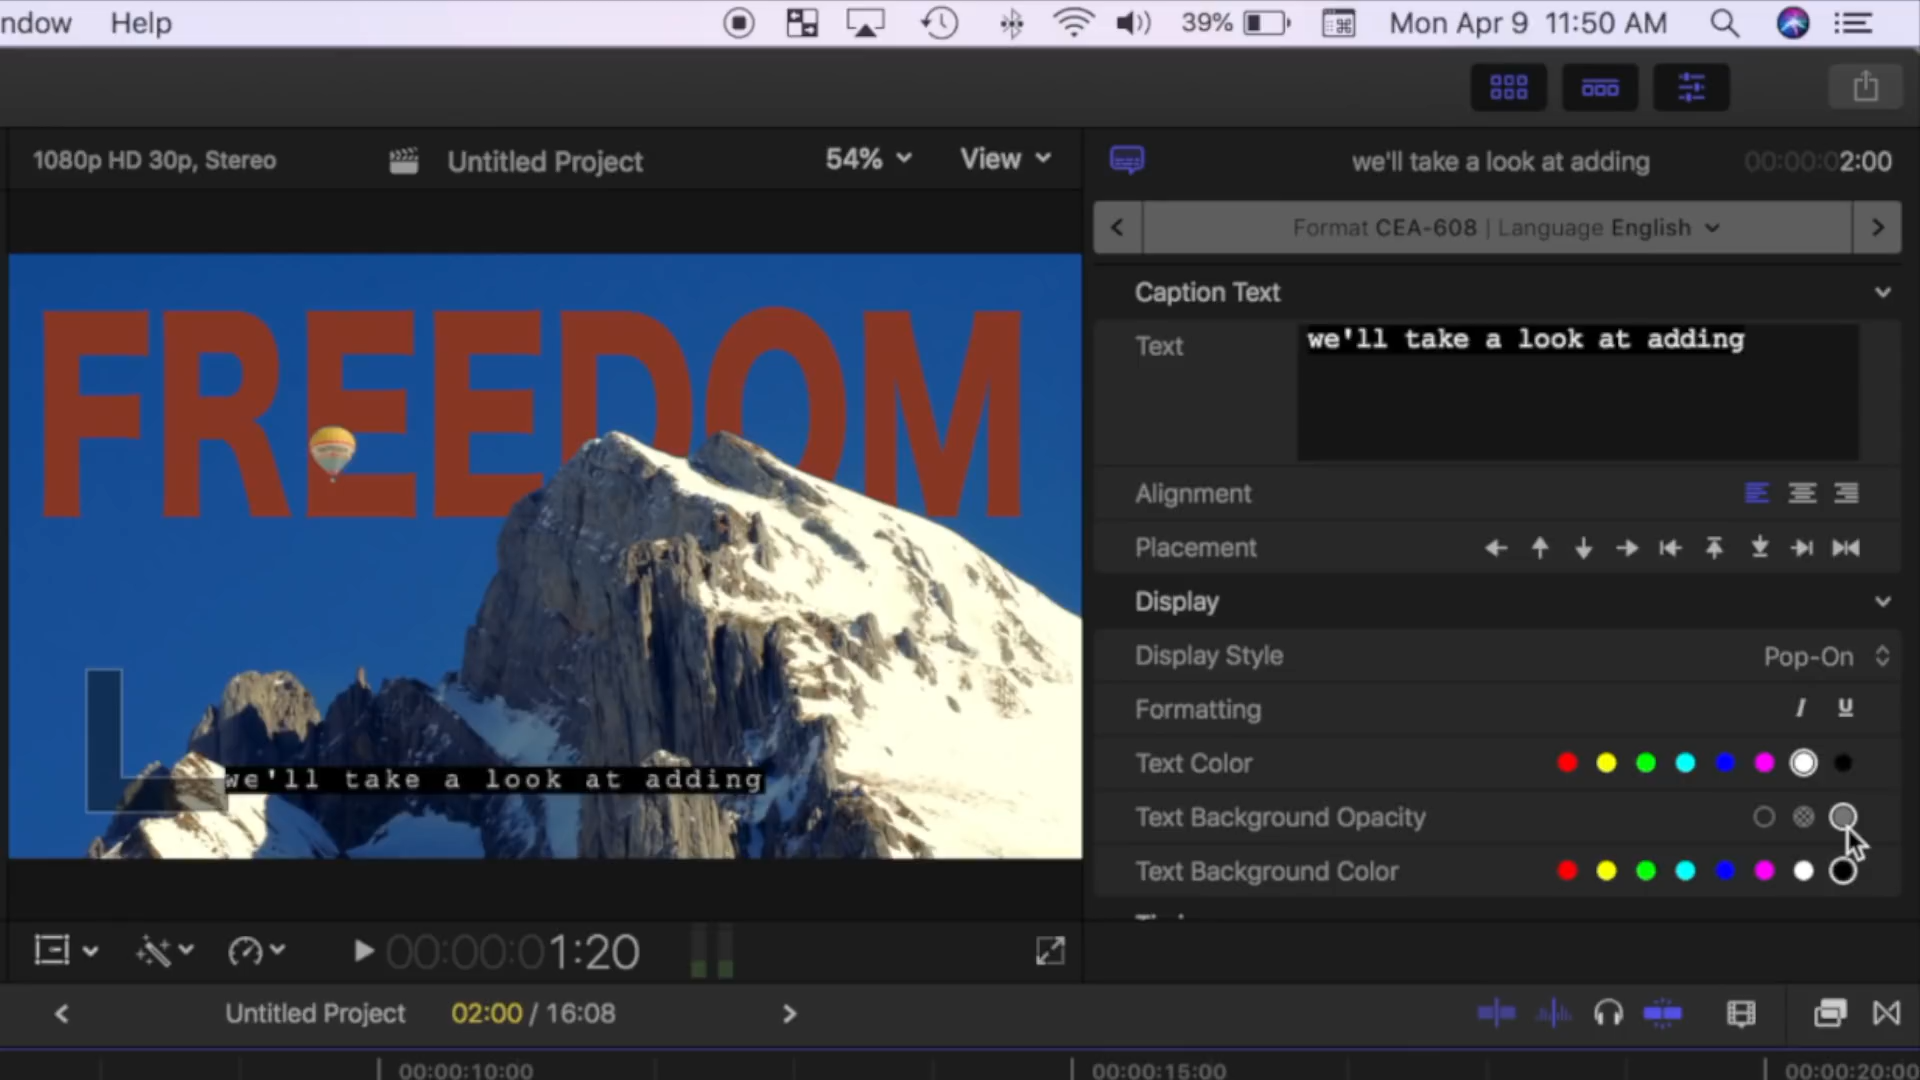 ndow Help 39% Mon Apr 9 11:50 AM
1080p HD 30p, Stereo Untitled Project 54% View
we'll take a look at adding 00:00:02:00
Format CEA-608 | Language English
Caption Text
Text we'll take a look at adding
Alignment
Placement
Display
Display Style Pop-On
Formatting I U
Text Color
Text Background Opacity
Text Background Color
FREEDOM
we'll take a look at adding
00:00:01:20
Untitled Project 02:00 / 16:08
00:00:10:00 00:00:15:00 00:00:20:00